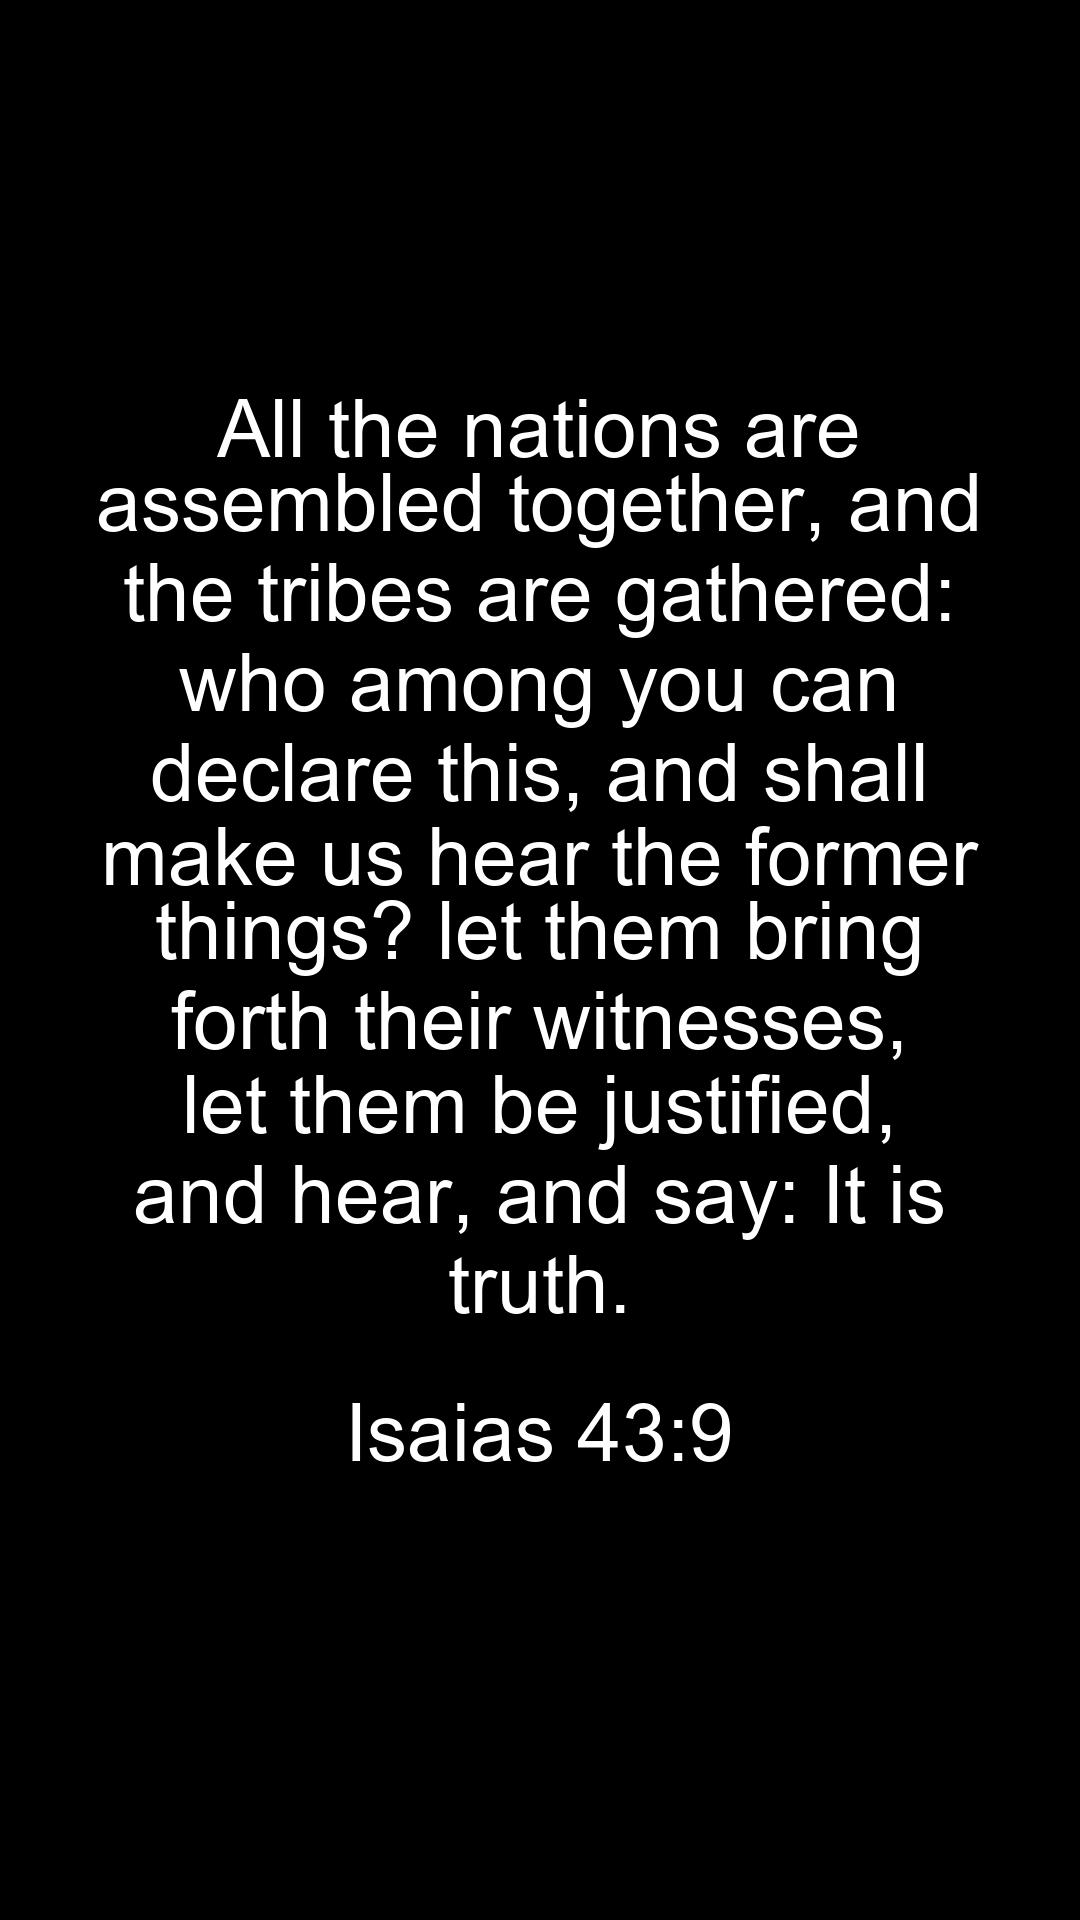 All the nations are
assembled together, and
the tribes are gathered:
who among you can
declare this, and shall
make us hear the former
things? let them bring
forth their witnesses,
let them be justified,
and hear, and say: It is
truth.
Isaias 43:9